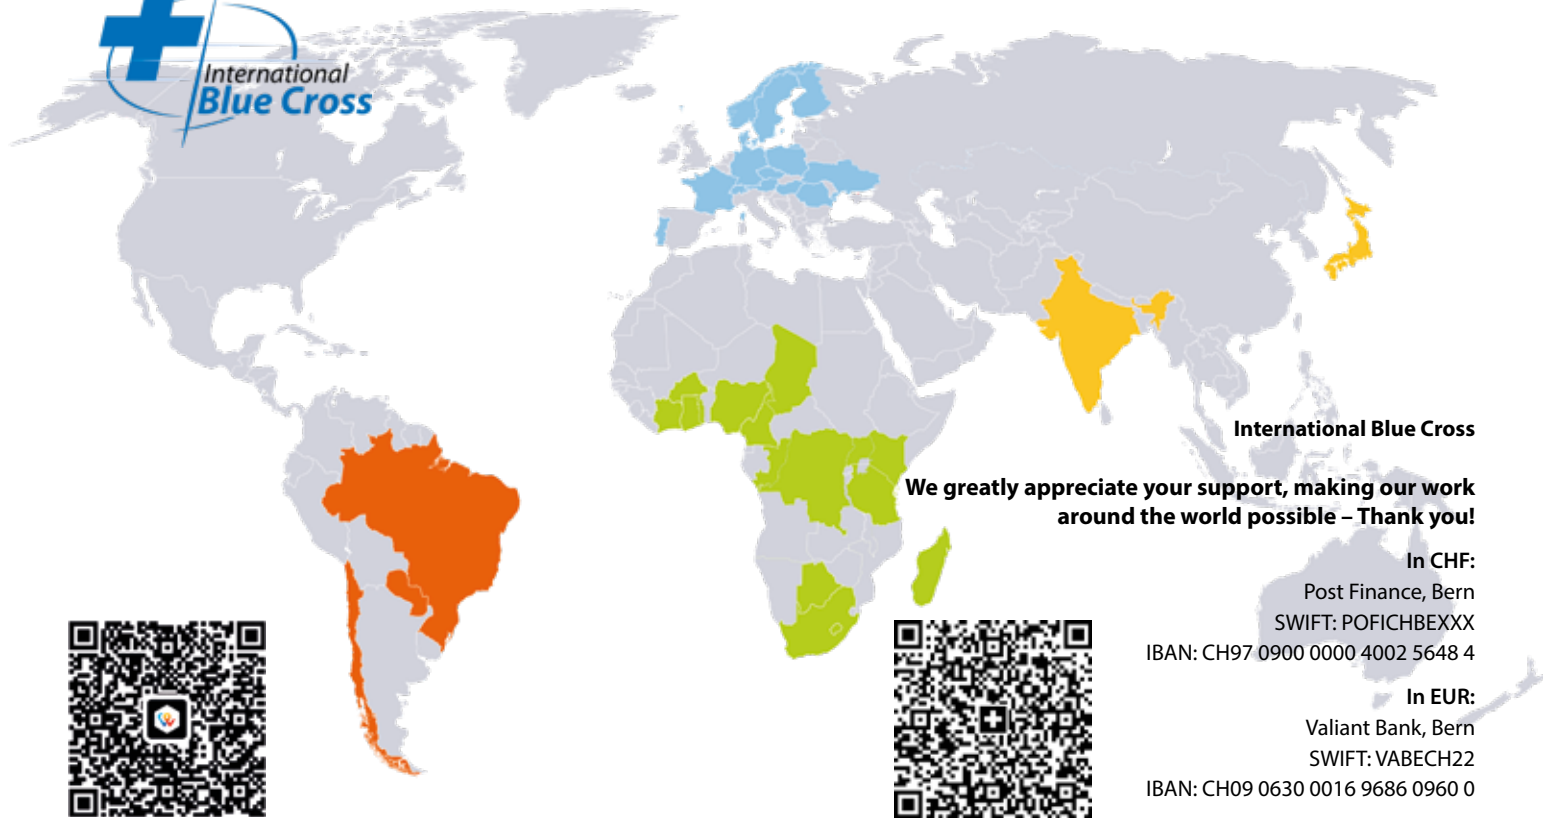 International
Blue Cross
International Blue Cross
We greatly appreciate your support, making our work
around the world possible – Thank you!
In CHF:
Post Finance, Bern
SWIFT: POFICHBEXXX
IBAN: CH97 0900 0000 4002 5648 4
In EUR:
Valiant Bank, Bern
SWIFT: VABECH22
IBAN: CH09 0630 0016 9686 0960 0